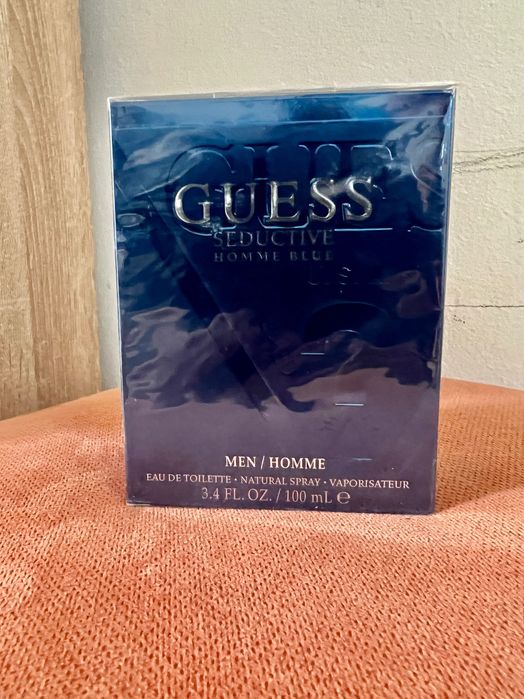 GUESS
SEDUCTIVE
HOMME BLUE
MEN / HOMME
EAU DE TOILETTE • NATURAL SPRAY • VAPORISATEUR
3.4 FL. OZ. / 100 mL ℮